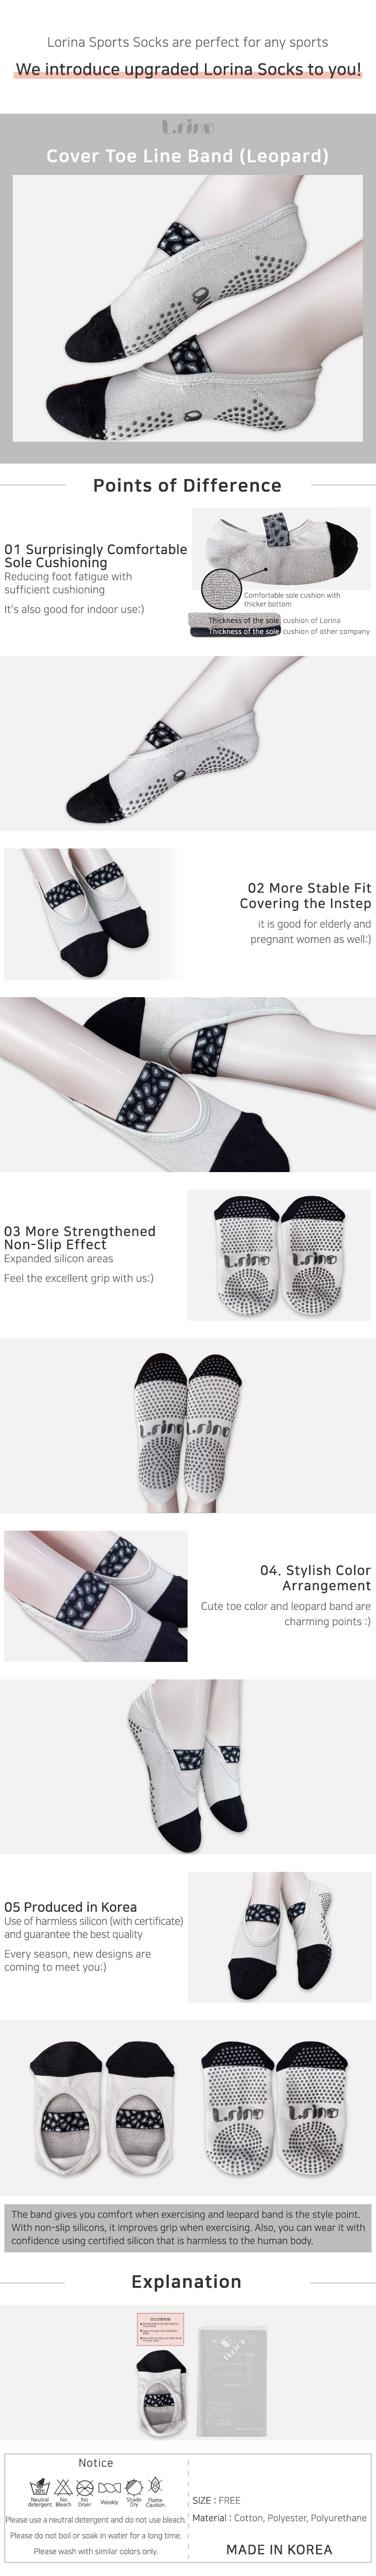 Lorina Sports Socks are perfect for any sports
We introduce upgraded Lorina Socks to you!
L.rino
Cover Toe Line Band (Leopard)
Points of Difference
01 Surprisingly Comfortable
Sole Cushioning
Reducing foot fatigue with
sufficient cushioning
It's also good for indoor use:)
Comfortable sole cushion with
thicker bottom
Thickness of the sole cushion of Lorina
Thickness of the sole cushion of other company
02 More Stable Fit
Covering the Instep
it is good for elderly and
pregnant women as well:)
03 More Strengthened
Non-Slip Effect
Expanded silicon areas
Feel the excellent grip with us:)
L.rino L.rino
L.rino L.rino
04. Stylish Color
Arrangement
Cute toe color and leopard band are
charming points :)
05 Produced in Korea
Use of harmless silicon (with certificate)
and guarantee the best quality
Every season, new designs are
coming to meet you:)
L.rino L.rino
The band gives you comfort when exercising and leopard band is the style point.
With non-slip silicons, it improves grip when exercising. Also, you can wear it with
confidence using certified silicon that is harmless to the human body.
Explanation
Notice
30℃
Neutral detergent
No Bleach
No Dryer
Weakly
Shade Dry
Flame Caution
Please use a neutral detergent and do not use bleach.
Please do not boil or soak in water for a long time.
Please wash with similar colors only.
SIZE : FREE
Material : Cotton, Polyester, Polyurethane
MADE IN KOREA